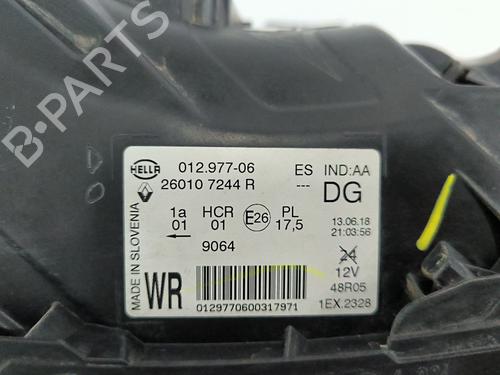 B-PARTS
HELLA 012.977-06 ES IND:AA
26010 7244 R --- DG
1a HCR E26 PL 13.06.18
01 01 17,5 21:03:56
← 9064 24
12V
MADE IN SLOVENIA
WR 48R05
0129770600317971 1EX.2328